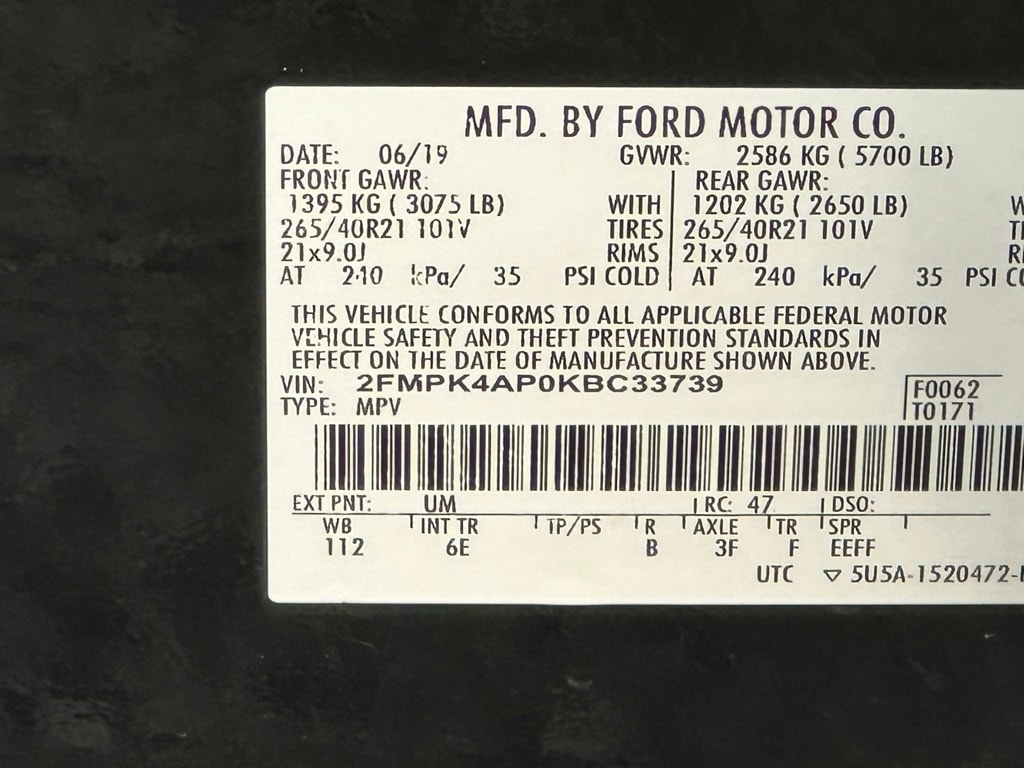 MFD. BY FORD MOTOR CO.
DATE: 06/19 GVWR: 2586 KG ( 5700 LB)
FRONT GAWR: REAR GAWR:
1395 KG ( 3075 LB) WITH 1202 KG ( 2650 LB)
265/40R21 101V TIRES 265/40R21 101V
21x9.0J RIMS 21x9.0J
AT 240 kPa/ 35 PSI COLD AT 240 kPa/ 35 PSI
THIS VEHICLE CONFORMS TO ALL APPLICABLE FEDERAL MOTOR
VEHICLE SAFETY AND THEFT PREVENTION STANDARDS IN
EFFECT ON THE DATE OF MANUFACTURE SHOWN ABOVE.
VIN: 2FMPK4AP0KBC33739 F0062
TYPE: MPV T0171
EXT PNT: UM RC: 47 DSO:
WB INT TR TP/PS R AXLE TR SPR
112 6E B 3F F EEFF
UTC ▽ 5U5A-1520472-